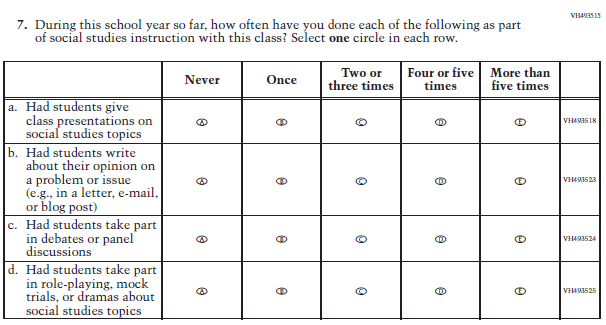 VH493515
7. During this school year so far, how often have you done each of the following as part
of social studies instruction with this class? Select one circle in each row.
Never Once Two or three times Four or five times More than five times
a. Had students give
class presentations on
social studies topics
A B C D E VH493518
b. Had students write
about their opinion on
a problem or issue
(e.g., in a letter, e-mail,
or blog post)
A B C D E VH493523
c. Had students take part
in debates or panel
discussions
A B C D E VH493524
d. Had students take part
in role-playing, mock
trials, or dramas about
social studies topics
A B C D E VH493525